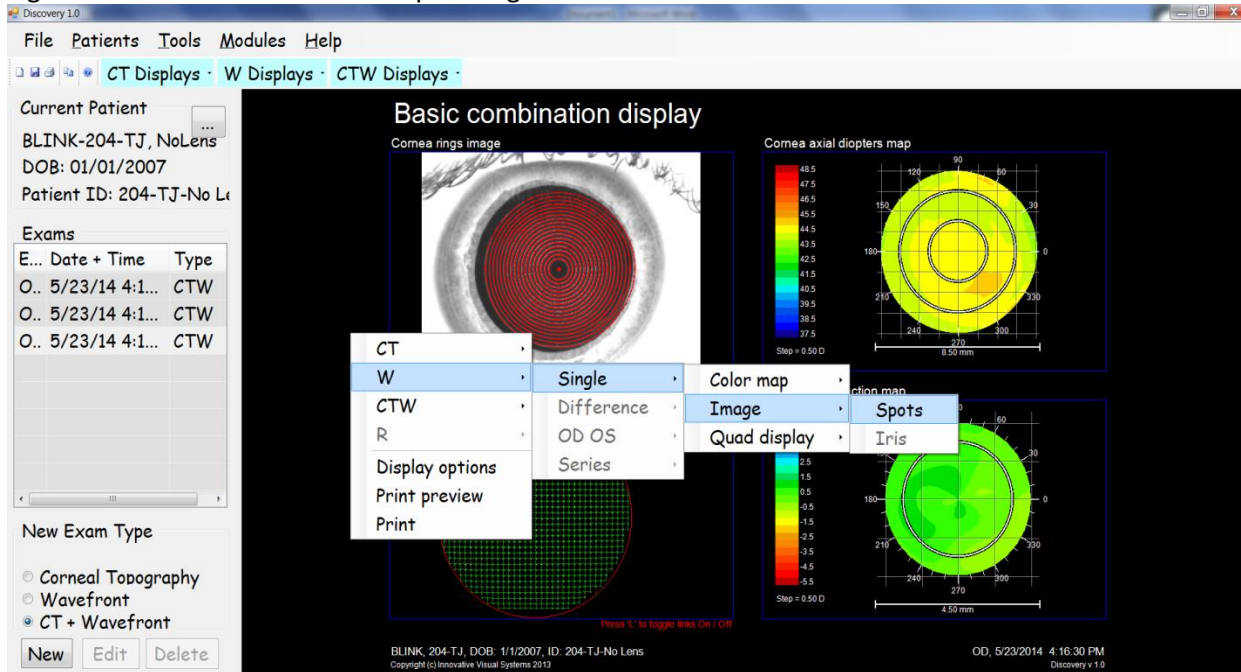 Discovery 1.0
File Patients Tools Modules Help
CT Displays W Displays CTW Displays
Current Patient
...
BLINK-204-TJ, NoLens
DOB: 01/01/2007
Patient ID: 204-TJ-No Le
Exams
E... Date + Time Type
O.. 5/23/14 4:1... CTW
O.. 5/23/14 4:1... CTW
O.. 5/23/14 4:1... CTW
New Exam Type
Corneal Topography
Wavefront
CT + Wavefront
New Edit Delete
Basic combination display
Cornea rings image
Cornea axial diopters map
48.5
47.5
46.5
45.5
44.5
43.5
42.5
41.5
40.5
39.5
38.5
37.5
Step = 0.50 D
90
120 60
150 30
180 0
210 330
240 300
270
8.50 mm
CT
W
CTW
R
Display options
Print preview
Print
Single
Difference
OD OS
Series
Color map
Image
Quad display
Spots
Iris
ction map
2.5
1.5
0.5
-0.5
-1.5
-2.5
-3.5
-4.5
-5.5
Step = 0.50 D
60
30
180 0
210 330
240 300
270
4.50 mm
Press 'L' to toggle links On / Off
BLINK, 204-TJ, DOB: 1/1/2007, ID: 204-TJ-No Lens
Copyright (c) Innovative Visual Systems 2013
OD, 5/23/2014 4:16:30 PM
Discovery v 1.0